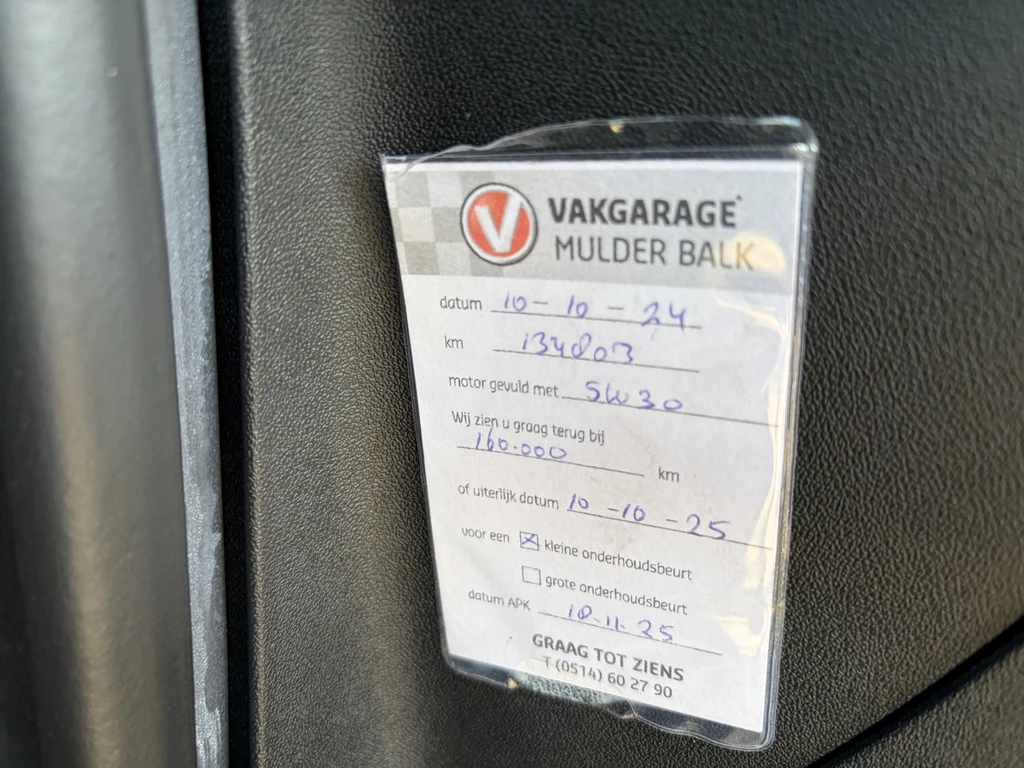 V VAKGARAGE
MULDER BALK
datum 10 - 10 - 24
km 134803
motor gevuld met 5W30
Wij zien u graag terug bij
160.000 km
of uiterlijk datum 10 - 10 - 25
voor een ☒ kleine onderhoudsbeurt
☐ grote onderhoudsbeurt
datum APK 10.11.25
GRAAG TOT ZIENS
T (0514) 60 27 90